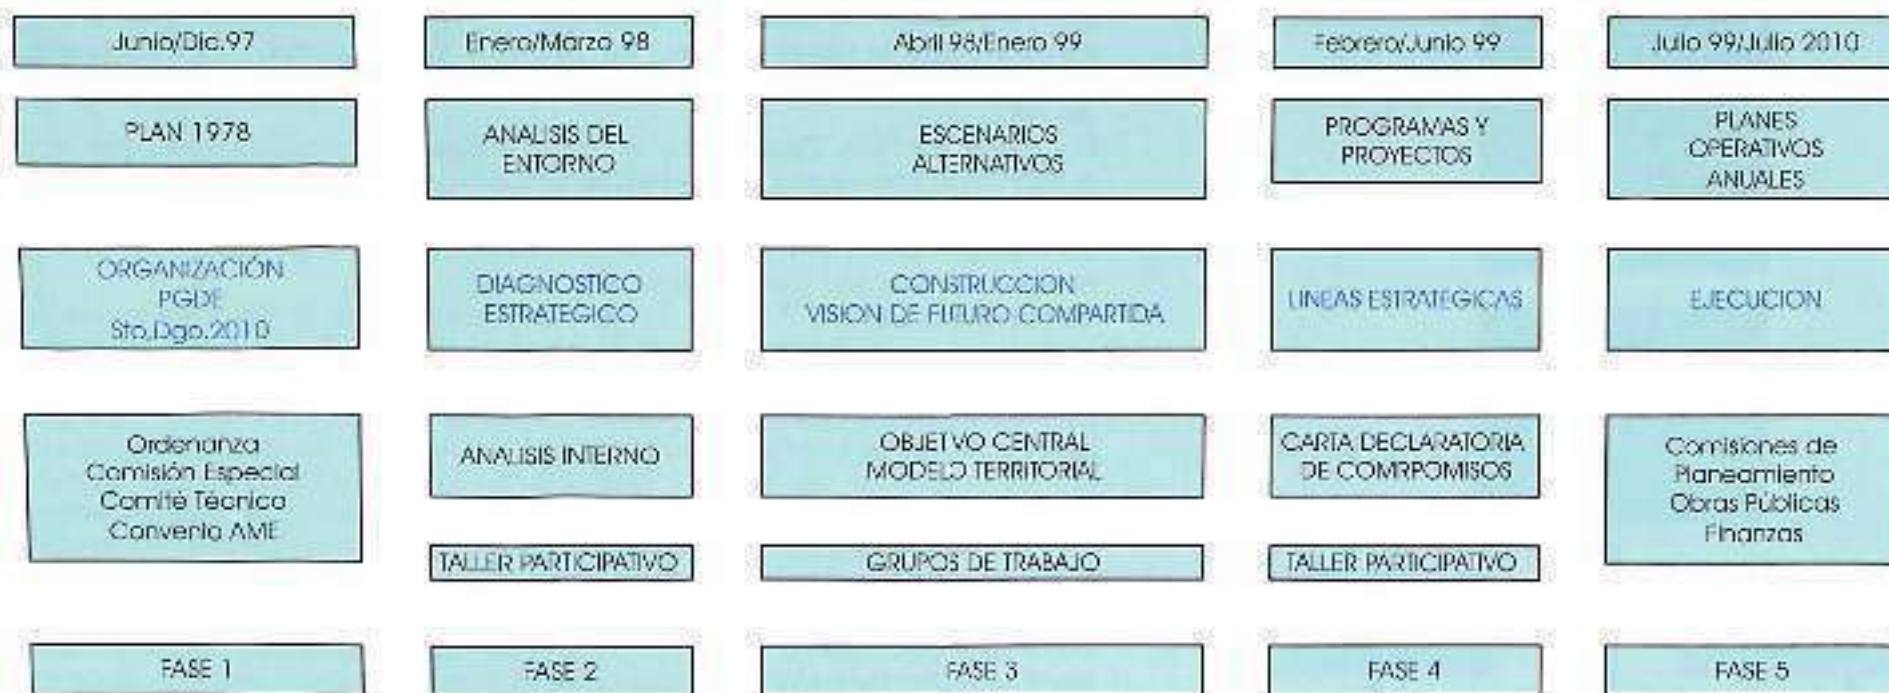 Junio/Dic.97
Enero/Marzo 98
Abril 98/Enero 99
Febrero/Junio 99
Julio 99/Julio 2010
PLAN 1978
ANALISIS DEL
ENTORNO
ESCENARIOS
ALTERNATIVOS
PROGRAMAS Y
PROYECTOS
PLANES
OPERATIVOS
ANUALES
ORGANIZACIÓN
PGDE
Sto.Dgo.2010
DIAGNOSTICO
ESTRATEGICO
CONSTRUCCION
VISION DE FUTURO COMPARTIDA
LINEAS ESTRATEGICAS
EJECUCION
Ordenanza
Comisión Especial
Comité Técnico
Convenio AME
ANALISIS INTERNO
OBJETVO CENTRAL
MODELO TERRITORIAL
CARTA DECLARATORIA
DE COMRPOMISOS
Comisiones de
Planeamiento
Obras Públicas
Finanzas
TALLER PARTICIPATIVO
GRUPOS DE TRABAJO
TALLER PARTICIPATIVO
FASE 1
FASE 2
FASE 3
FASE 4
FASE 5